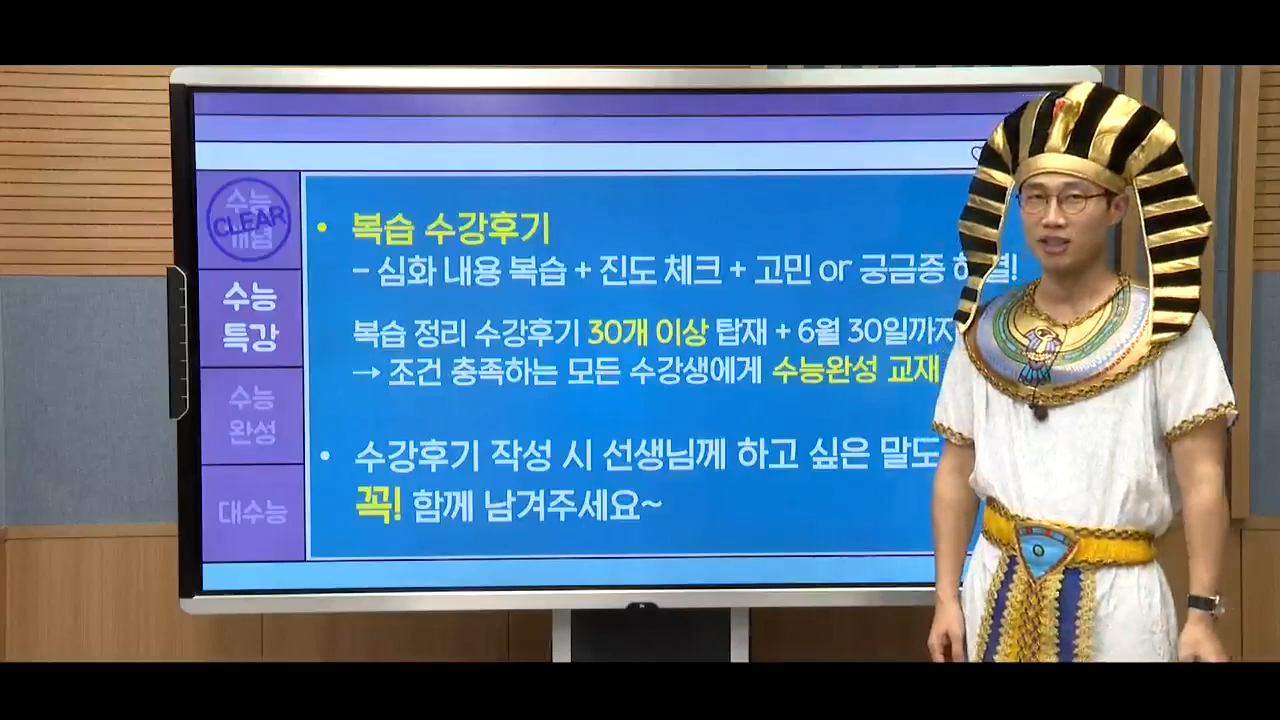 수능
개념
CLEAR
수능
특강
수능
완성
대수능
• 복습 수강후기
- 심화 내용 복습 + 진도 체크 + 고민 or 궁금증 해결!
복습 정리 수강후기 30개 이상 탑재 + 6월 30일까지
→ 조건 충족하는 모든 수강생에게 수능완성 교재
• 수강후기 작성 시 선생님께 하고 싶은 말도
꼭! 함께 남겨주세요~